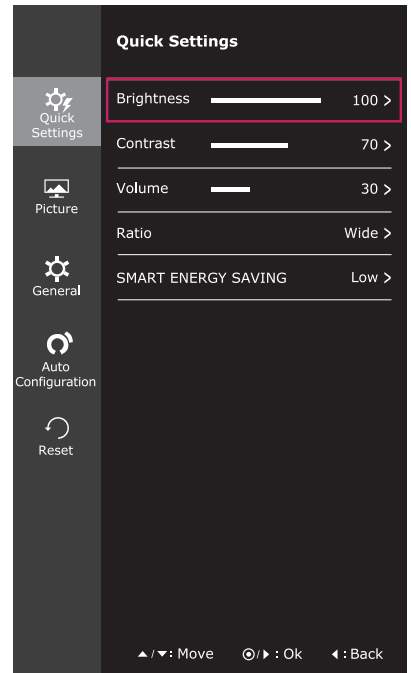 Quick Settings
Brightness 100 >
Quick
Settings
Contrast 70 >
Volume 30 >
Picture
Ratio Wide >
General
SMART ENERGY SAVING Low >
Auto
Configuration
Reset
▲/▼: Move ⦿/▶ : Ok ◀ : Back